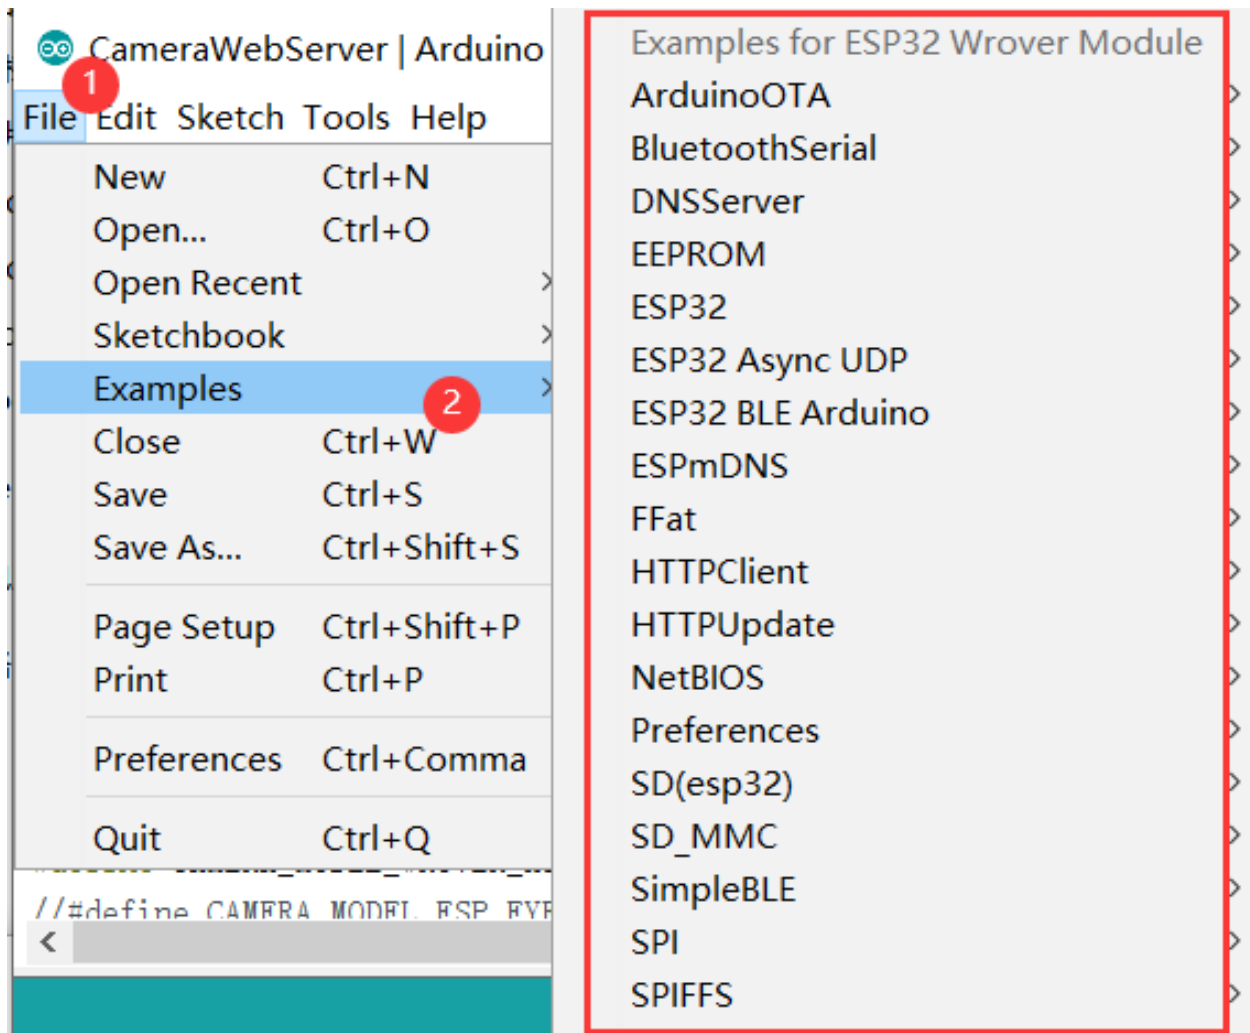 CameraWebServer | Arduino
1
File Edit Sketch Tools Help
New Ctrl+N
Open... Ctrl+O
Open Recent
Sketchbook
Examples
2
Close Ctrl+W
Save Ctrl+S
Save As... Ctrl+Shift+S
Page Setup Ctrl+Shift+P
Print Ctrl+P
Preferences Ctrl+Comma
Quit Ctrl+Q
//#define CAMERA_MODEL_ESP_EYE
Examples for ESP32 Wrover Module
ArduinoOTA
BluetoothSerial
DNSServer
EEPROM
ESP32
ESP32 Async UDP
ESP32 BLE Arduino
ESPmDNS
FFat
HTTPClient
HTTPUpdate
NetBIOS
Preferences
SD(esp32)
SD_MMC
SimpleBLE
SPI
SPIFFS